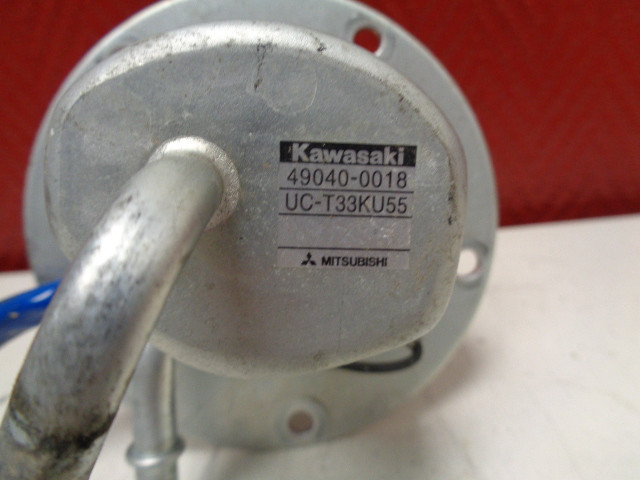 Kawasaki
49040-0018
UC-T33KU55
MITSUBISHI